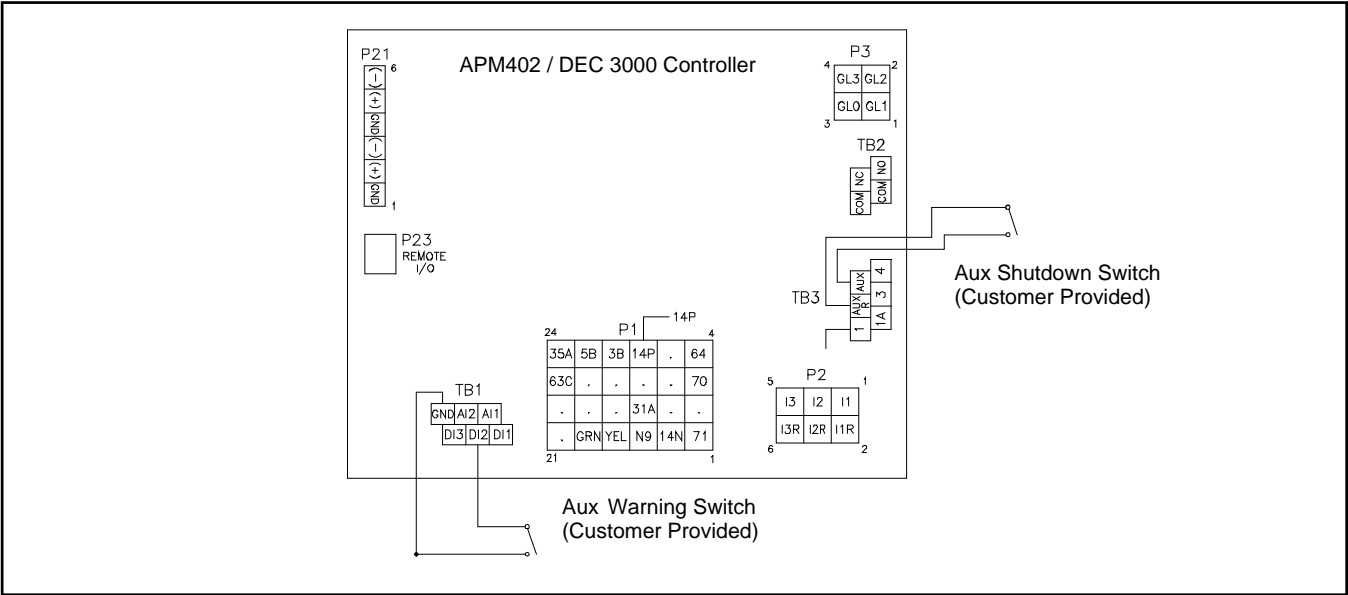 APM402 / DEC 3000 Controller
P21
6
(-)
(+)
GND
(-)
(+)
GND
1
P23
REMOTE
I/O
P3
4 2
GL3 GL2
GL0 GL1
3 1
TB2
COM NC
COM NO
TB3
AUX 4
AUX R 3
1 1A
Aux Shutdown Switch
(Customer Provided)
14P
24 P1 4
35A 5B 3B 14P . 64
63C . . . . 70
. . . 31A . .
. GRN YEL N9 14N 71
21 1
P2
5 1
I3 I2 I1
I3R I2R I1R
6 2
TB1
GND AI2 AI1
DI3 DI2 DI1
Aux Warning Switch
(Customer Provided)